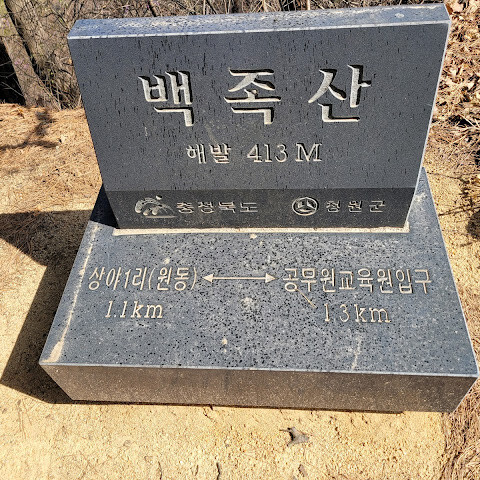 백족산
해발 413M
충청북도 청원군
상야1리(원동) ↔ 공무원교육원입구
1.1km 1.3km